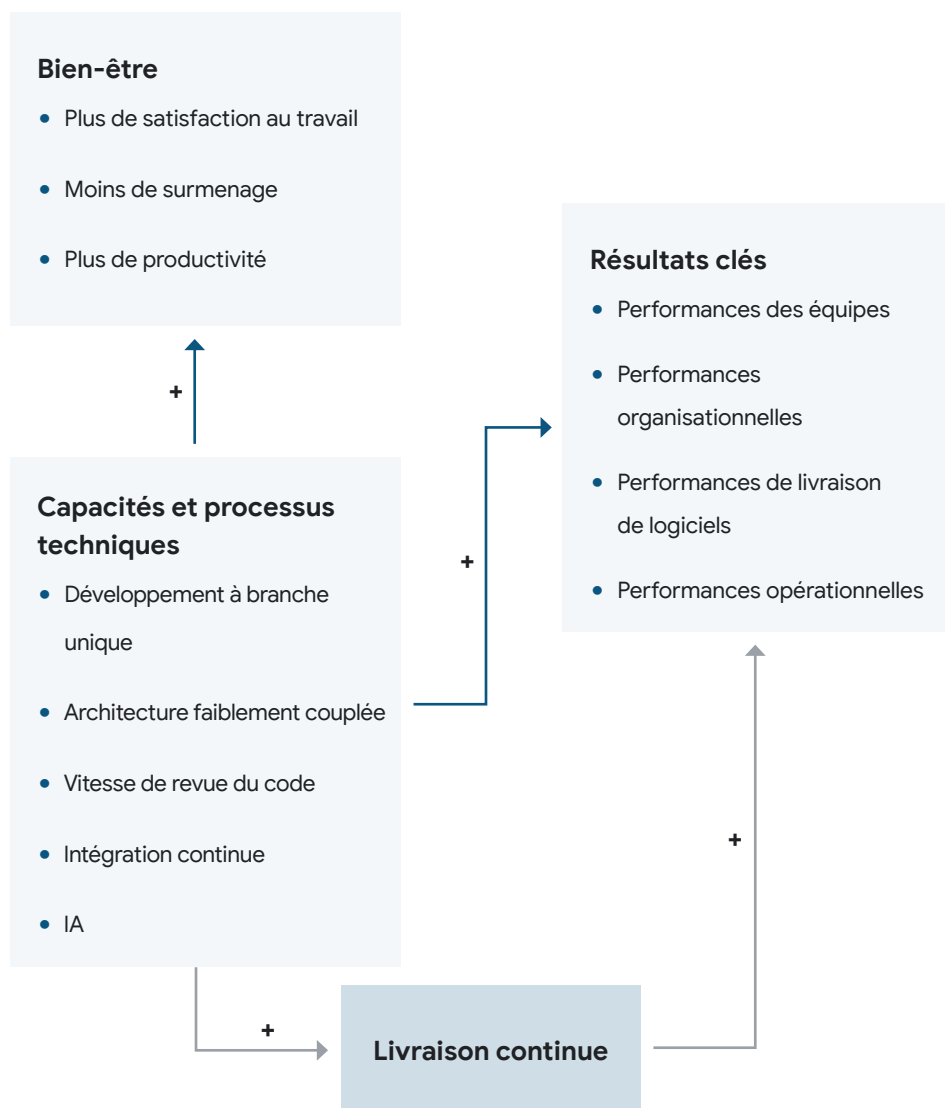 Bien-être
• Plus de satisfaction au travail
• Moins de surmenage
• Plus de productivité
+
Capacités et processus
techniques
• Développement à branche
unique
• Architecture faiblement couplée
• Vitesse de revue du code
• Intégration continue
• IA
+
Résultats clés
• Performances des équipes
• Performances
organisationnelles
• Performances de livraison
de logiciels
• Performances opérationnelles
+
+
Livraison continue